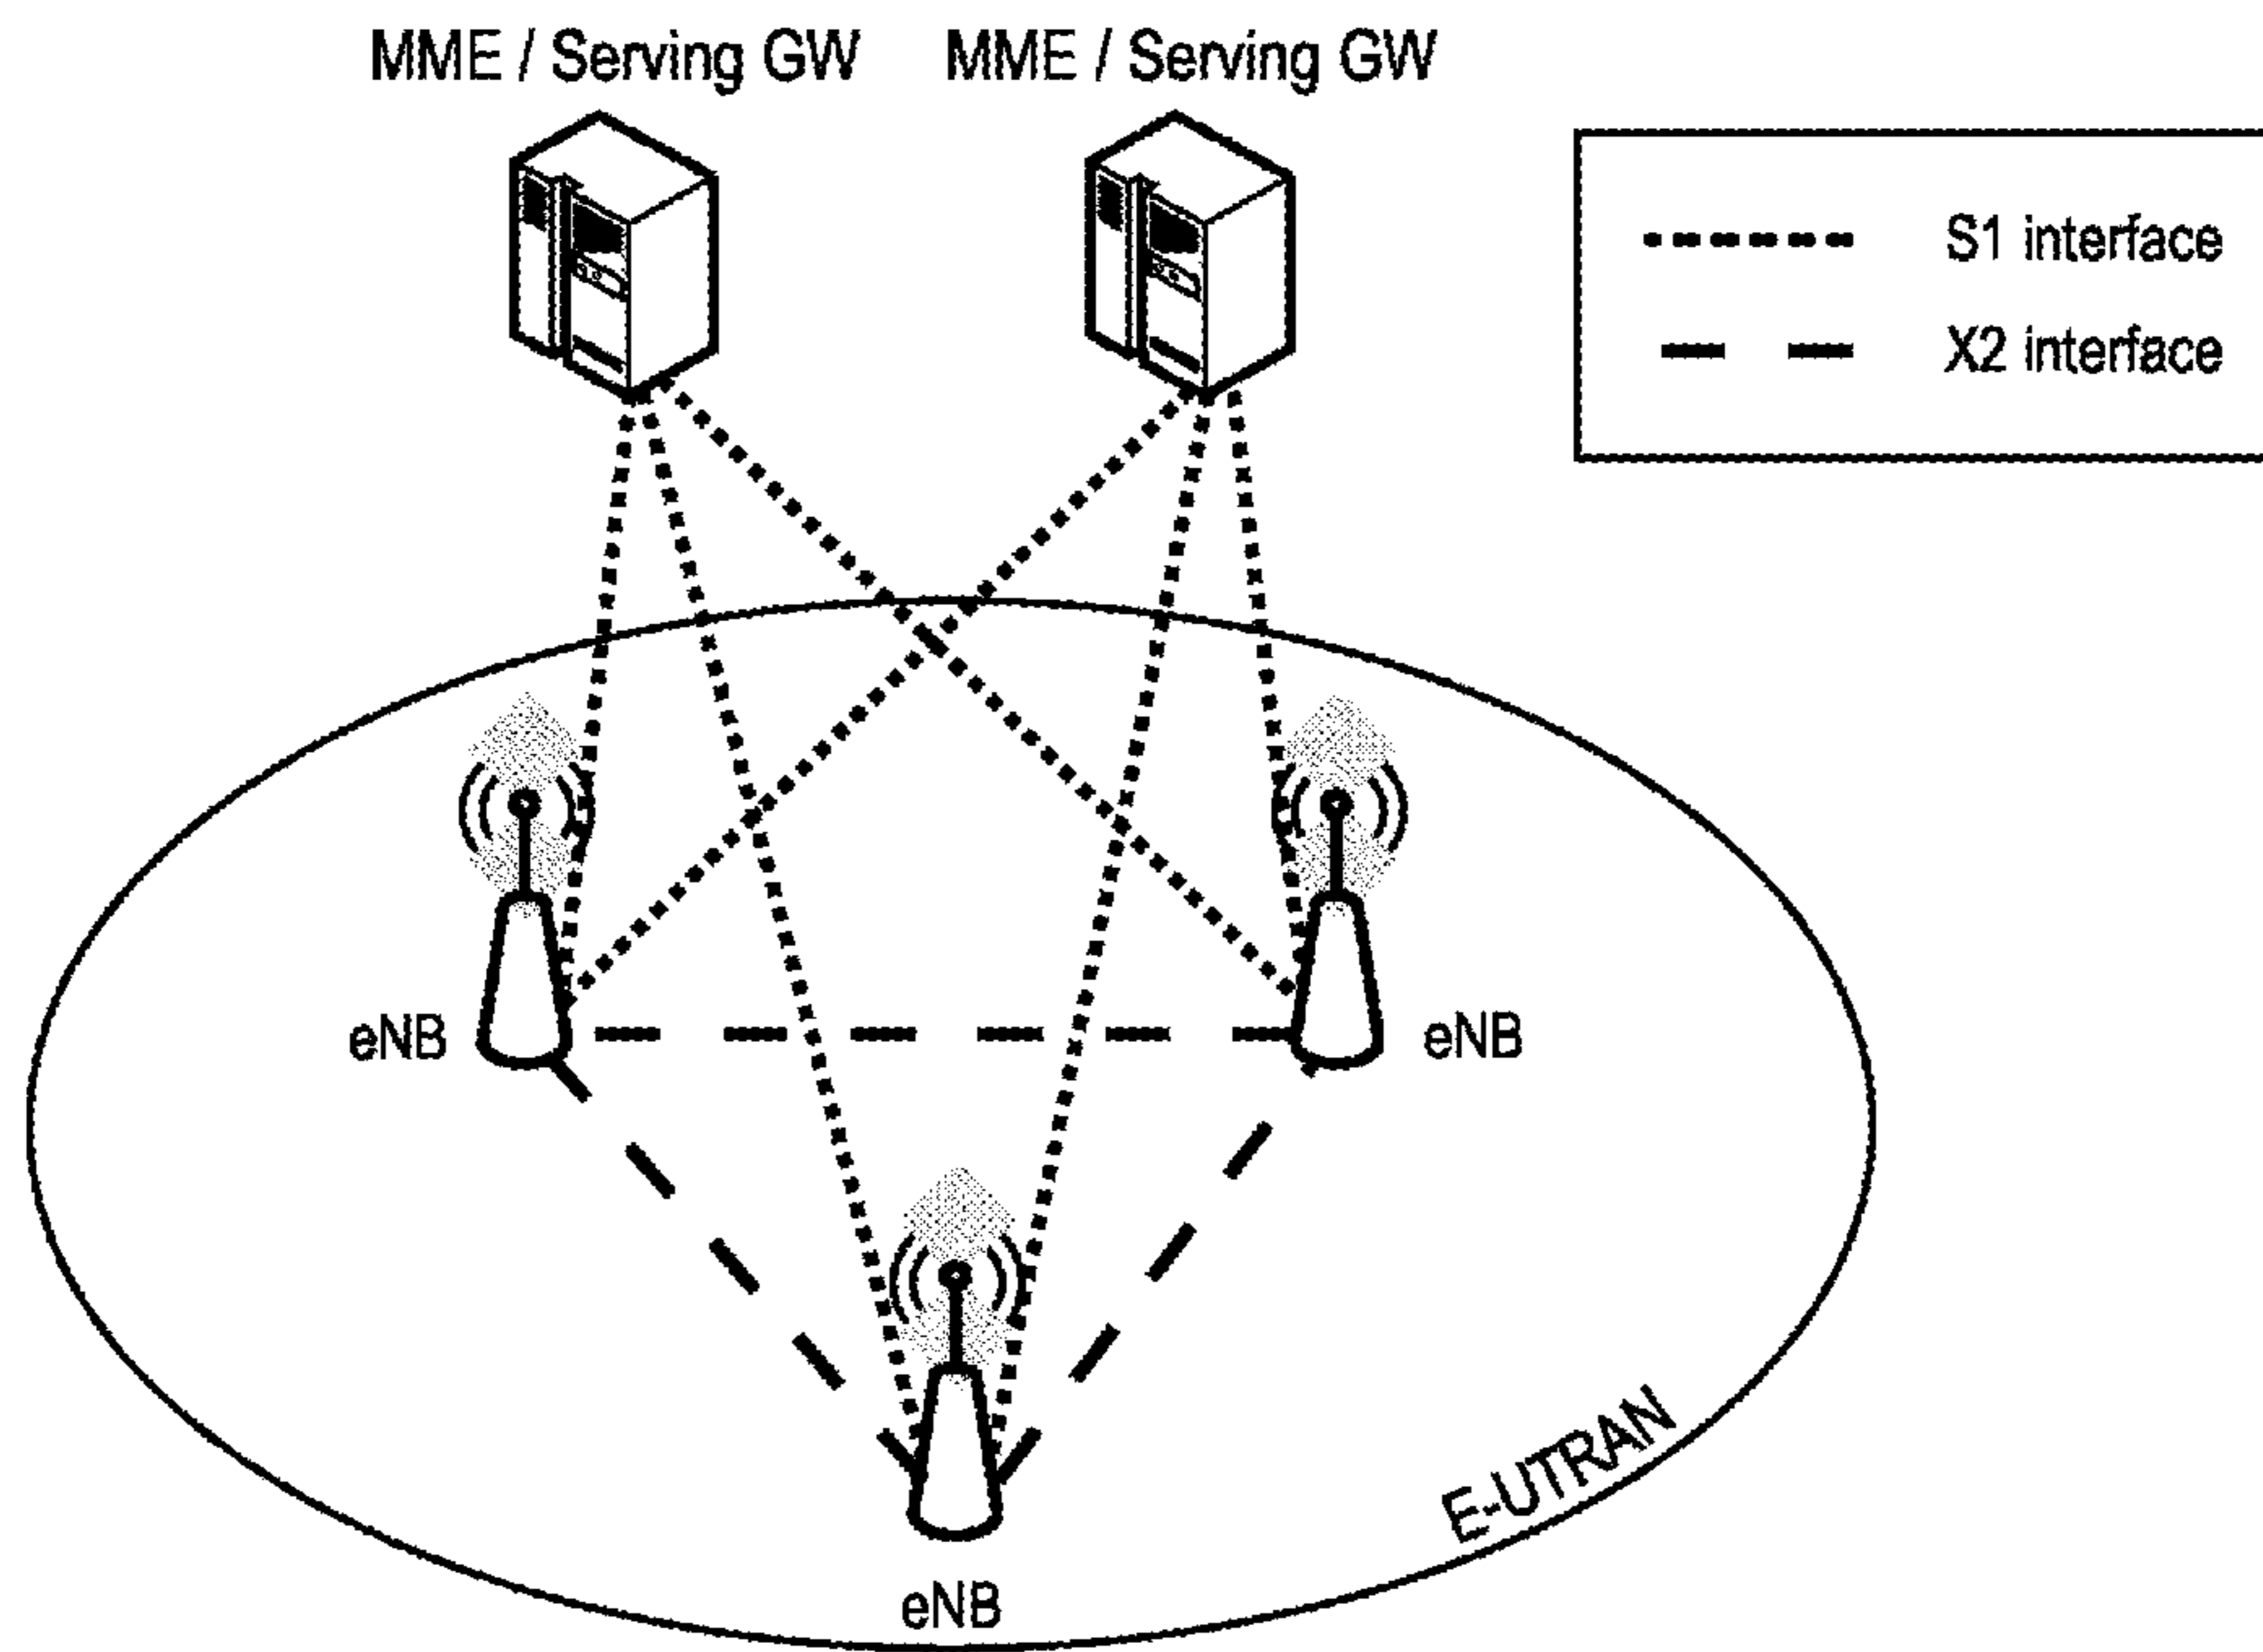 MME / Serving GW
MME / Serving GW
S1 interface
X2 interface
eNB
eNB
E-UTRAN
eNB